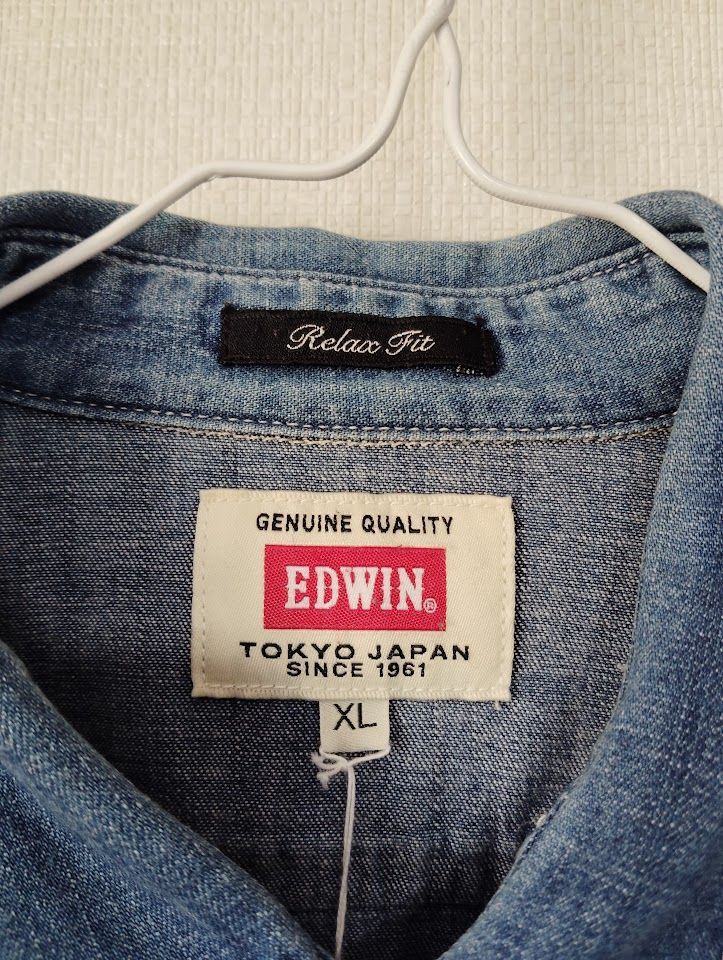 Relax Fit
GENUINE QUALITY
EDWIN®
TOKYO JAPAN
SINCE 1961
XL